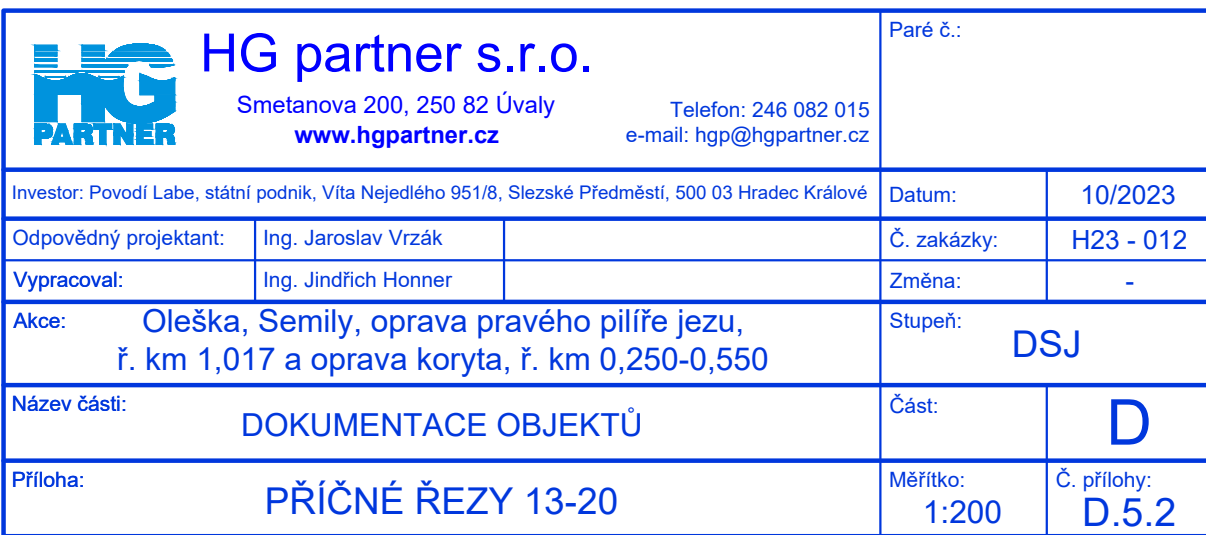 HG
PARTNER
HG partner s.r.o.
Smetanova 200, 250 82 Úvaly
www.hgpartner.cz
Telefon: 246 082 015
e-mail: hgp@hgpartner.cz
Paré č.:
Investor: Povodí Labe, státní podnik, Víta Nejedlého 951/8, Slezské Předměstí, 500 03 Hradec Králové
Datum:
10/2023
Odpovědný projektant:
Ing. Jaroslav Vrzák
Č. zakázky:
H23 - 012
Vypracoval:
Ing. Jindřich Honner
Změna:
-
Akce:
Oleška, Semily, oprava pravého pilíře jezu,
ř. km 1,017 a oprava koryta, ř. km 0,250-0,550
Stupeň:
DSJ
Název části:
DOKUMENTACE OBJEKTŮ
Část:
D
Příloha:
PŘÍČNÉ ŘEZY 13-20
Měřítko:
1:200
Č. přílohy:
D.5.2